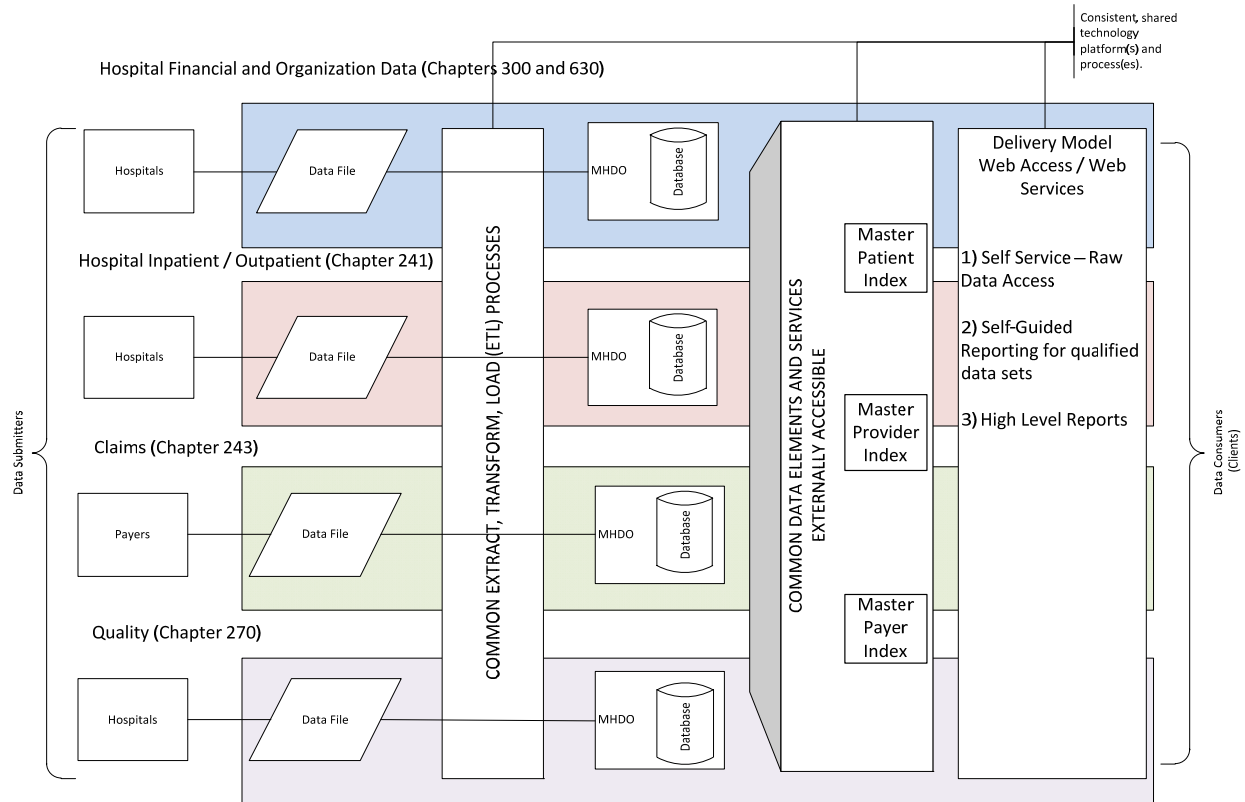 Consistent, shared
technology
platform(s) and
process(es).
Hospital Financial and Organization Data (Chapters 300 and 630)
Hospitals
Data File
MHDO
Database
Hospital Inpatient / Outpatient (Chapter 241)
Hospitals
Data File
MHDO
Database
Claims (Chapter 243)
Payers
Data File
MHDO
Database
Quality (Chapter 270)
Hospitals
Data File
MHDO
Database
Data Submitters
COMMON EXTRACT, TRANSFORM, LOAD (ETL) PROCESSES
COMMON DATA ELEMENTS AND SERVICES
EXTERNALLY ACCESSIBLE
Master
Patient
Index
Master
Provider
Index
Master
Payer
Index
Delivery Model
Web Access / Web
Services
1) Self Service – Raw
Data Access
2) Self-Guided
Reporting for qualified
data sets
3) High Level Reports
Data Consumers
(Clients)